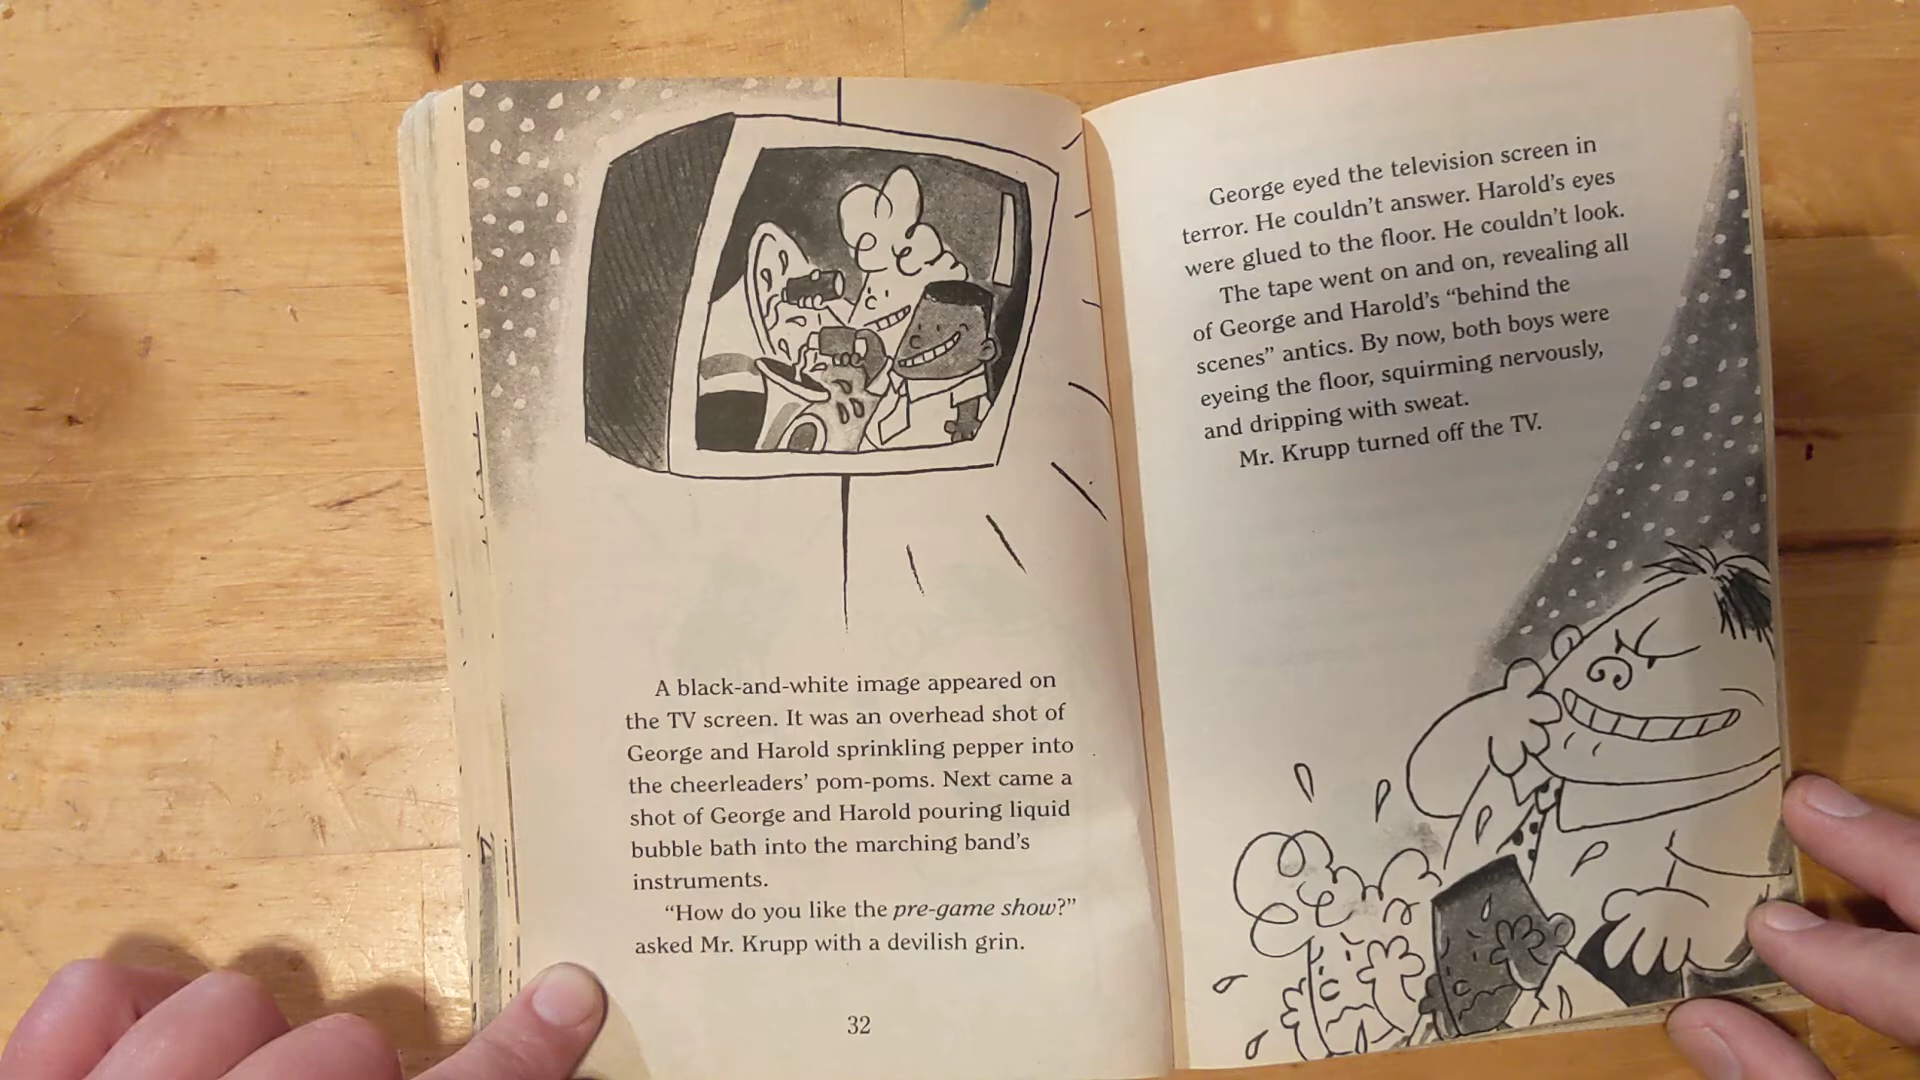 A black-and-white image appeared on
the TV screen. It was an overhead shot of
George and Harold sprinkling pepper into
the cheerleaders’ pom-poms. Next came a
shot of George and Harold pouring liquid
bubble bath into the marching band’s
instruments.
“How do you like the pre-game show?”
asked Mr. Krupp with a devilish grin.
32
George eyed the television screen in
terror. He couldn’t answer. Harold’s eyes
were glued to the floor. He couldn’t look.
The tape went on and on, revealing all
of George and Harold’s “behind the
scenes” antics. By now, both boys were
eyeing the floor, squirming nervously,
and dripping with sweat.
Mr. Krupp turned off the TV.